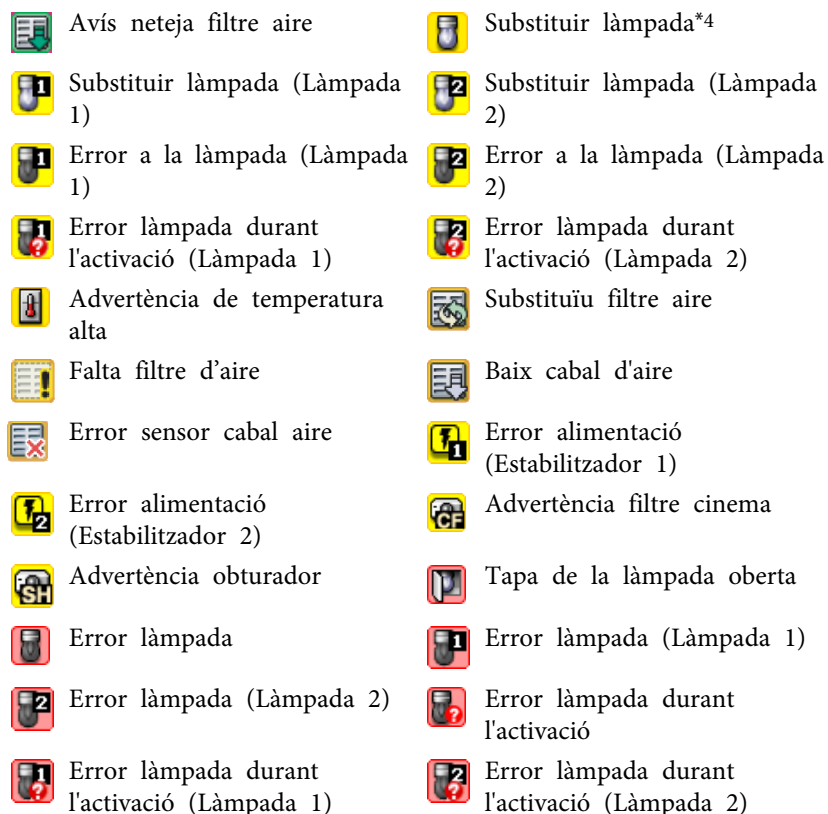 Avís neteja filtre aire
Substituir làmpada*4
Substituir làmpada (Làmpada
1)
Substituir làmpada (Làmpada
2)
Error a la làmpada (Làmpada
1)
Error a la làmpada (Làmpada
2)
Error làmpada durant
l'activació (Làmpada 1)
Error làmpada durant
l'activació (Làmpada 2)
Advertència de temperatura
alta
Substituïu filtre aire
Falta filtre d’aire
Baix cabal d'aire
Error sensor cabal aire
Error alimentació
(Estabilitzador 1)
Error alimentació
(Estabilitzador 2)
Advertència filtre cinema
Advertència obturador
Tapa de la làmpada oberta
Error làmpada
Error làmpada (Làmpada 1)
Error làmpada (Làmpada 2)
Error làmpada durant
l'activació
Error làmpada durant
l'activació (Làmpada 1)
Error làmpada durant
l'activació (Làmpada 2)